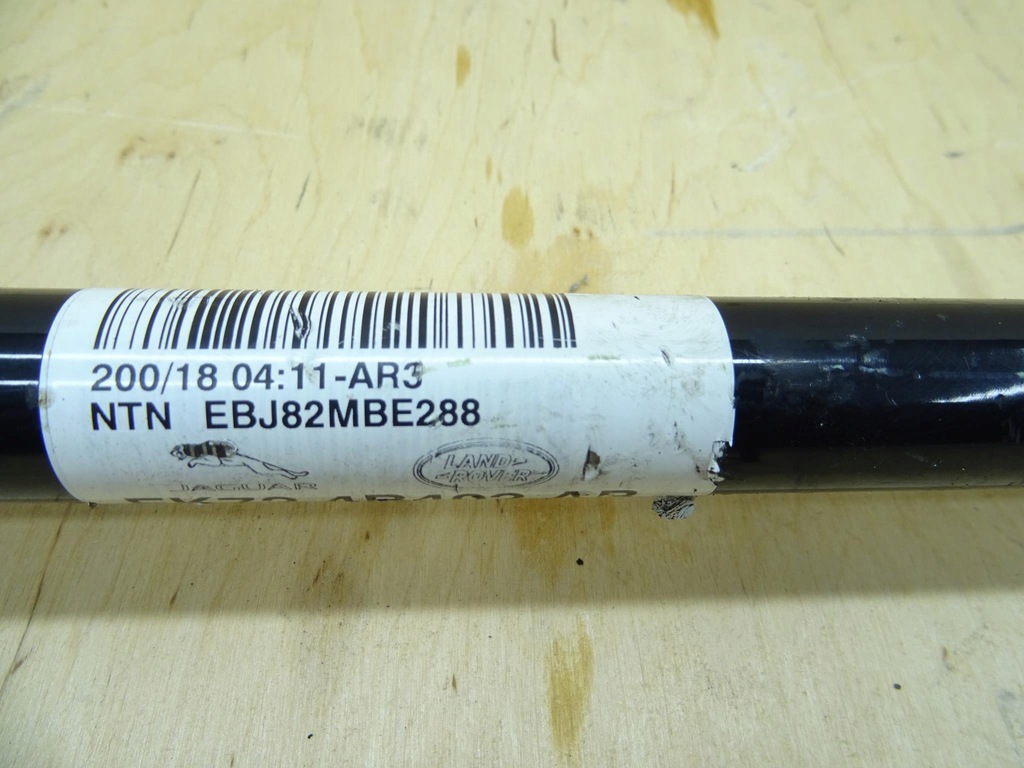 200/18 04:11-AR3
NTN EBJ82MBE288
JAGUAR
LAND-
ROVER